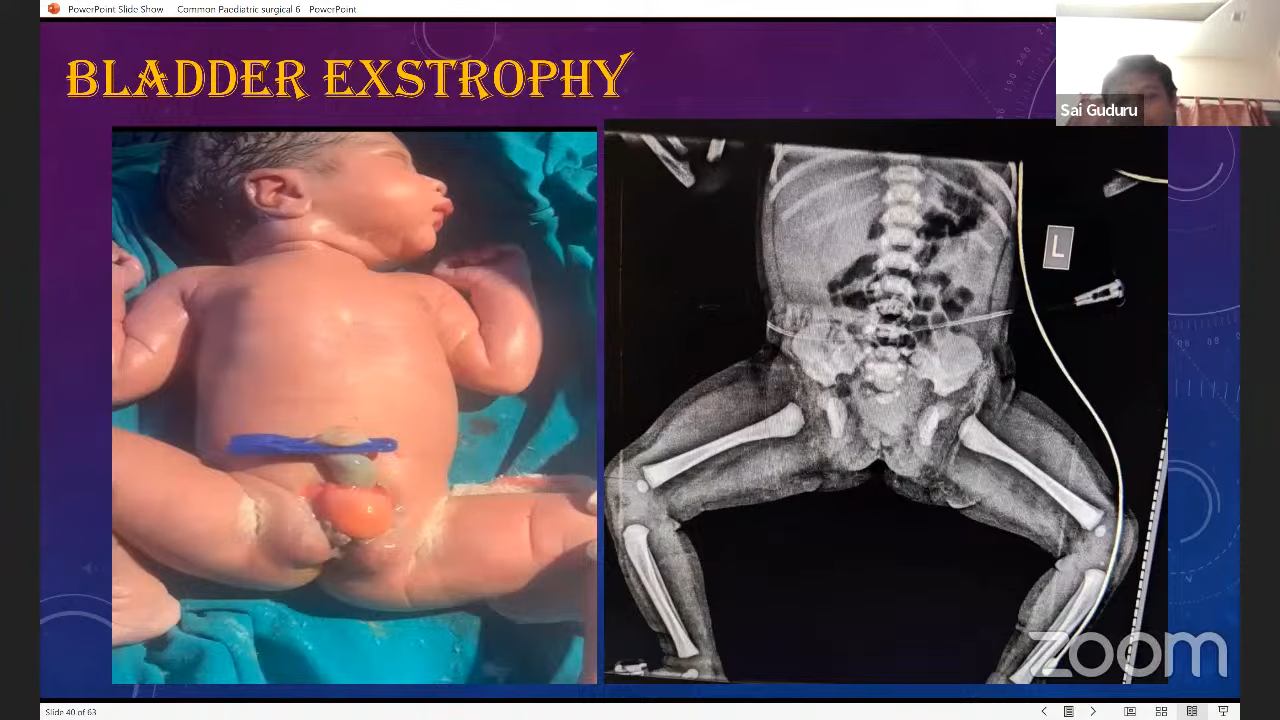 PowerPoint Slide Show Common Paediatric surgical 6 PowerPoint
BLADDER EXSTROPHY
Sai Guduru
L
zoom
Slide 40 of 63